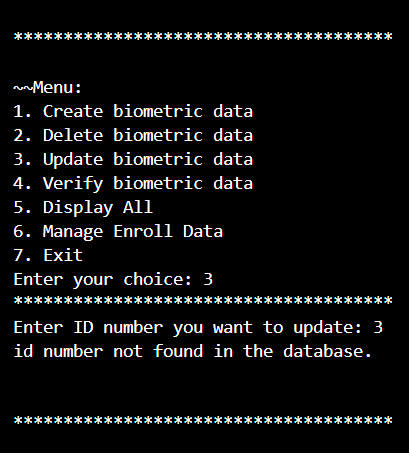 **************************************
~~Menu:
1. Create biometric data
2. Delete biometric data
3. Update biometric data
4. Verify biometric data
5. Display All
6. Manage Enroll Data
7. Exit
Enter your choice: 3
**************************************
Enter ID number you want to update: 3
id number not found in the database.
**************************************